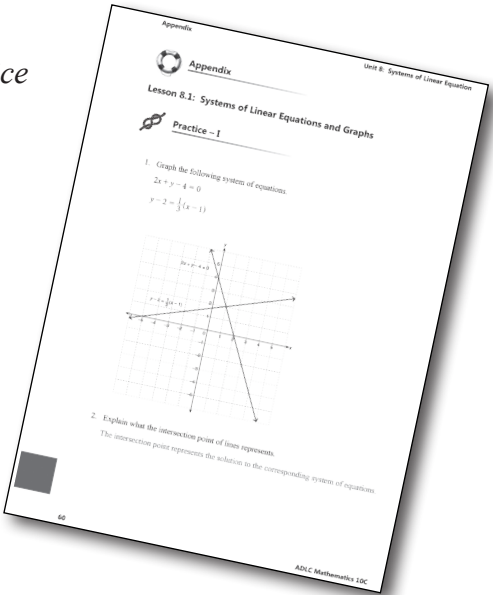 ce
Appendix
Unit 8: Systems of Linear Equation
Appendix
Lesson 8.1: Systems of Linear Equations and Graphs
Practice – I
1. Graph the following system of equations.
2x + y − 4 = 0
y − 2 = 1/3 (x − 1)
2x + y − 4 = 0
y − 2 = 1/3 (x − 1)
2. Explain what the intersection point of lines represents.
The intersection point represents the solution to the corresponding system of equations.
60
ADLC Mathematics 10C